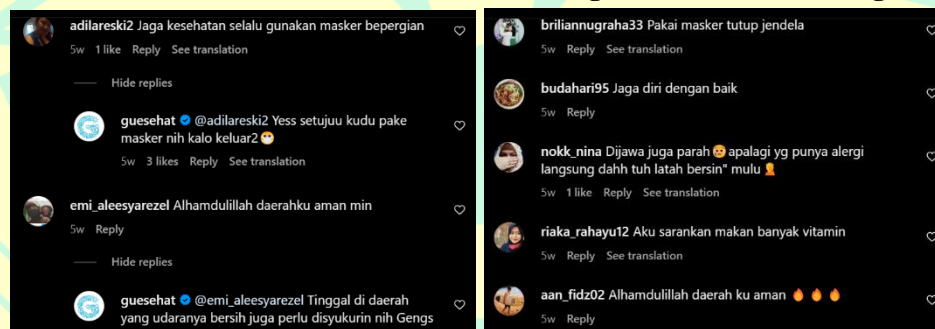 adilareski2 Jaga kesehatan selalu gunakan masker bepergian
5w 1 like Reply See translation
Hide replies
guesehat @adilareski2 Yess setujuu kudu pake
masker nih kalo keluar2 😷
5w 3 likes Reply See translation
emi_aleesyarezel Alhamdulillah daerahku aman min
5w Reply
Hide replies
guesehat @emi_aleesyarezel Tinggal di daerah
yang udaranya bersih juga perlu disyukurin nih Gengs
briliannugraha33 Pakai masker tutup jendela
5w Reply See translation
budahari95 Jaga diri dengan baik
5w Reply
nokk_nina Dijawa juga parah 😢 apalagi yg punya alergi
langsung dahh tuh latah bersin" mulu 🤦
5w 1 like Reply See translation
riaka_rahayu12 Aku sarankan makan banyak vitamin
5w Reply See translation
aan_fidz02 Alhamdulillah daerah ku aman 🔥 🔥 🔥
5w Reply